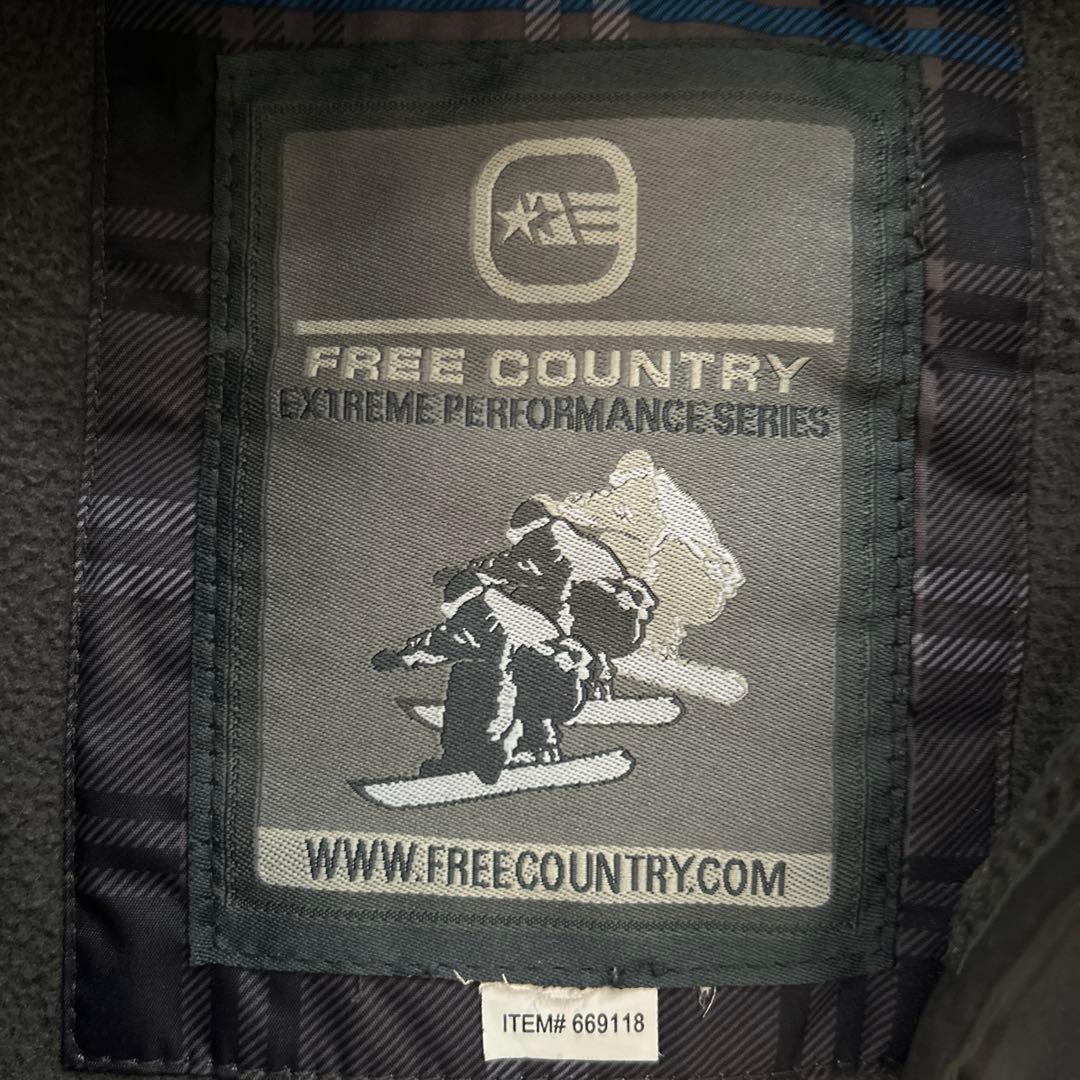 FREE COUNTRY
EXTREME PERFORMANCE SERIES
WWW.FREECOUNTRY.COM
ITEM# 669118